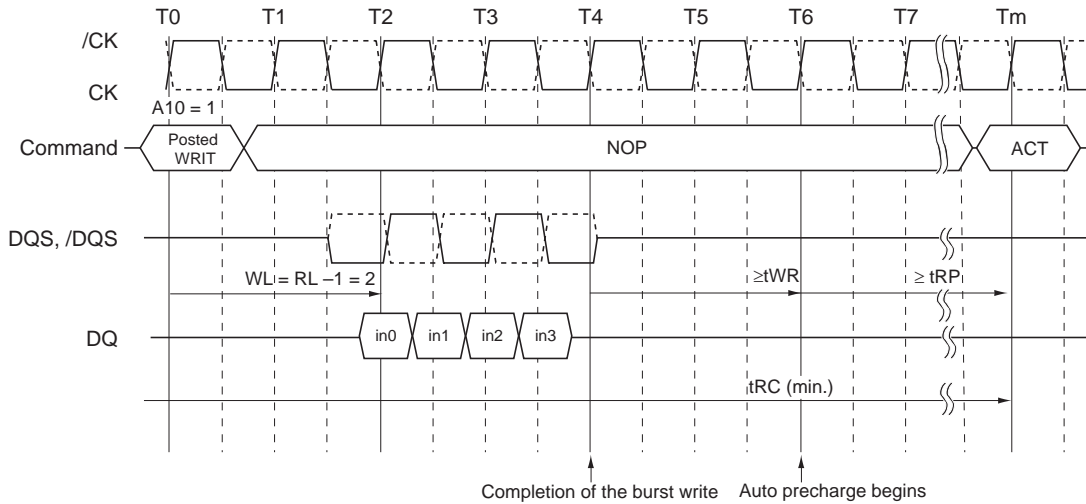 T0 T1 T2 T3 T4 T5 T6 T7 Tm
/CK
CK
A10 = 1
Command
Posted
WRIT
NOP
ACT
DQS, /DQS
WL = RL –1 = 2
≥tWR
≥ tRP
DQ
in0 in1 in2 in3
tRC (min.)
Completion of the burst write
Auto precharge begins